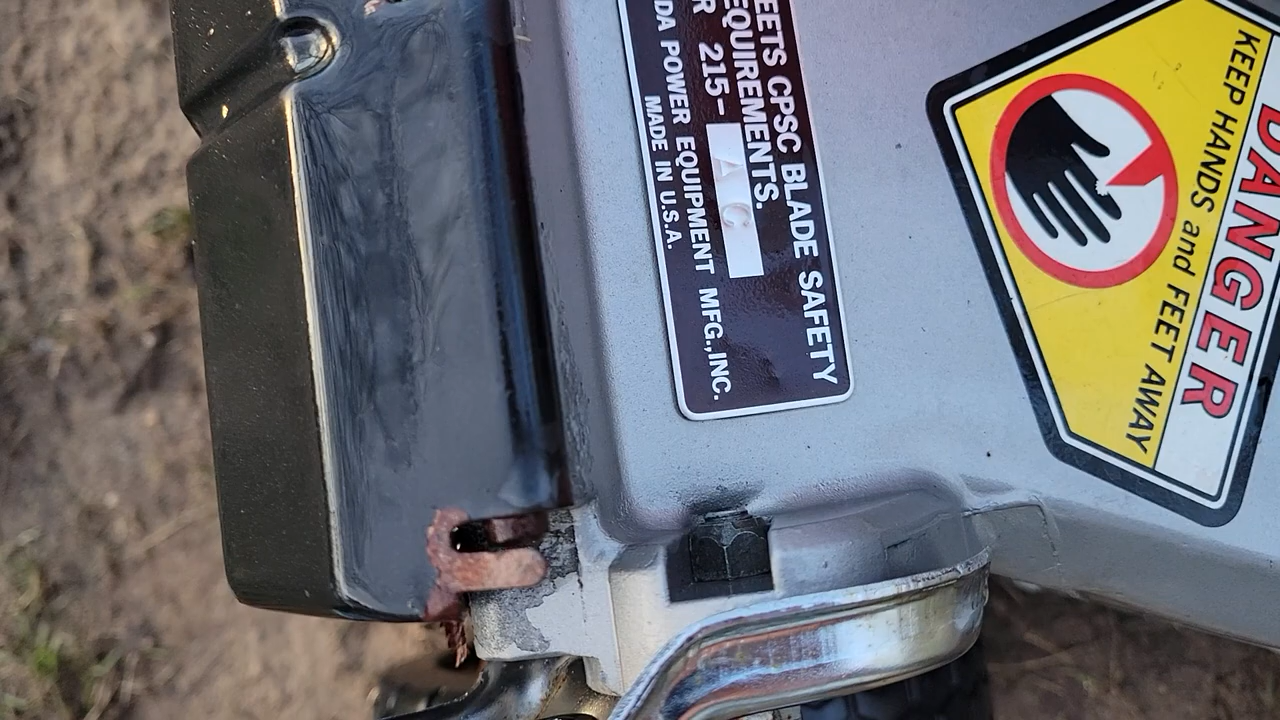 EETS CPSC BLADE SAFETY
EQUIREMENTS.
R 215- A C
DA POWER EQUIPMENT MFG.,INC.
MADE IN U.S.A.
DANGER
KEEP HANDS and FEET AWAY